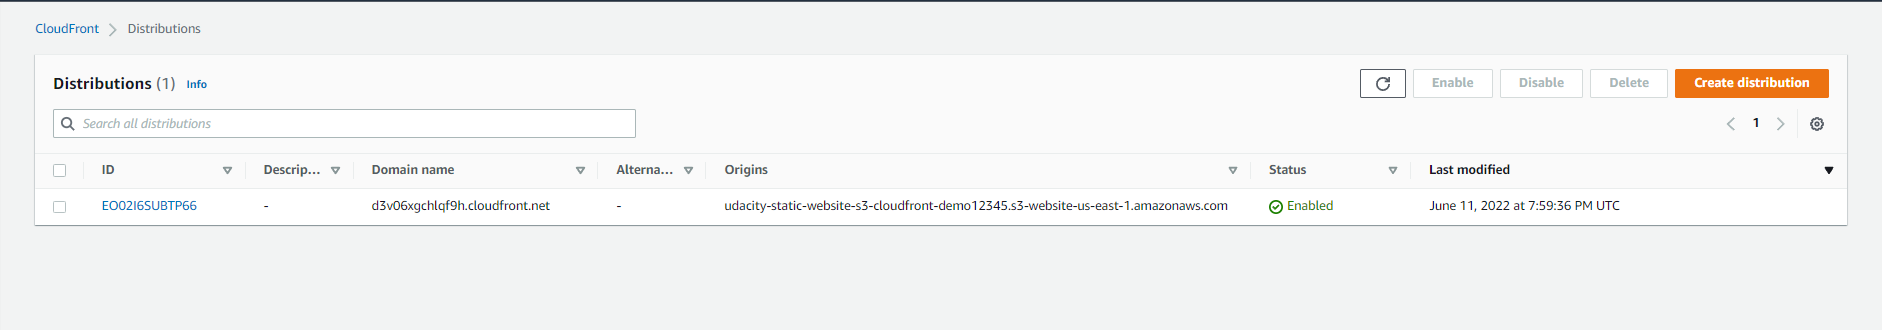 CloudFront > Distributions
Distributions (1) Info
Enable Disable Delete Create distribution
Search all distributions
1
ID Descrip... Domain name Alterna... Origins Status Last modified
EO02I6SUBTP66 - d3v06xgchlqf9h.cloudfront.net - udacity-static-website-s3-cloudfront-demo12345.s3-website-us-east-1.amazonaws.com Enabled June 11, 2022 at 7:59:36 PM UTC